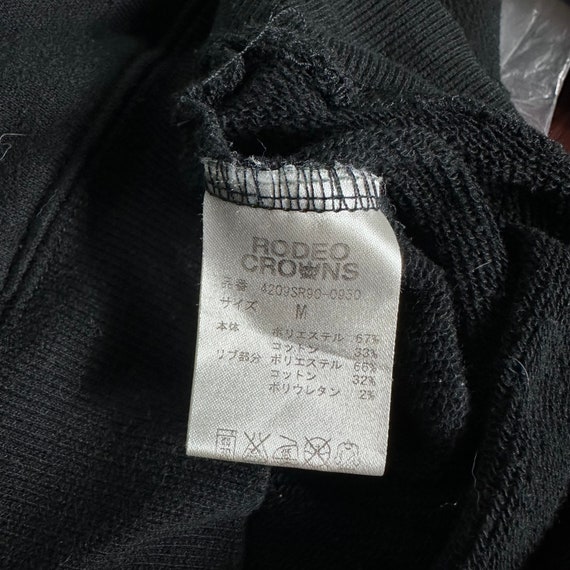 RODEO
CROWNS
品番 4209SR90-0930
サイズ M
本体 ポリエステル 67%
コットン 33%
リブ部分 ポリエステル 66%
コットン 32%
ポリウレタン 2%